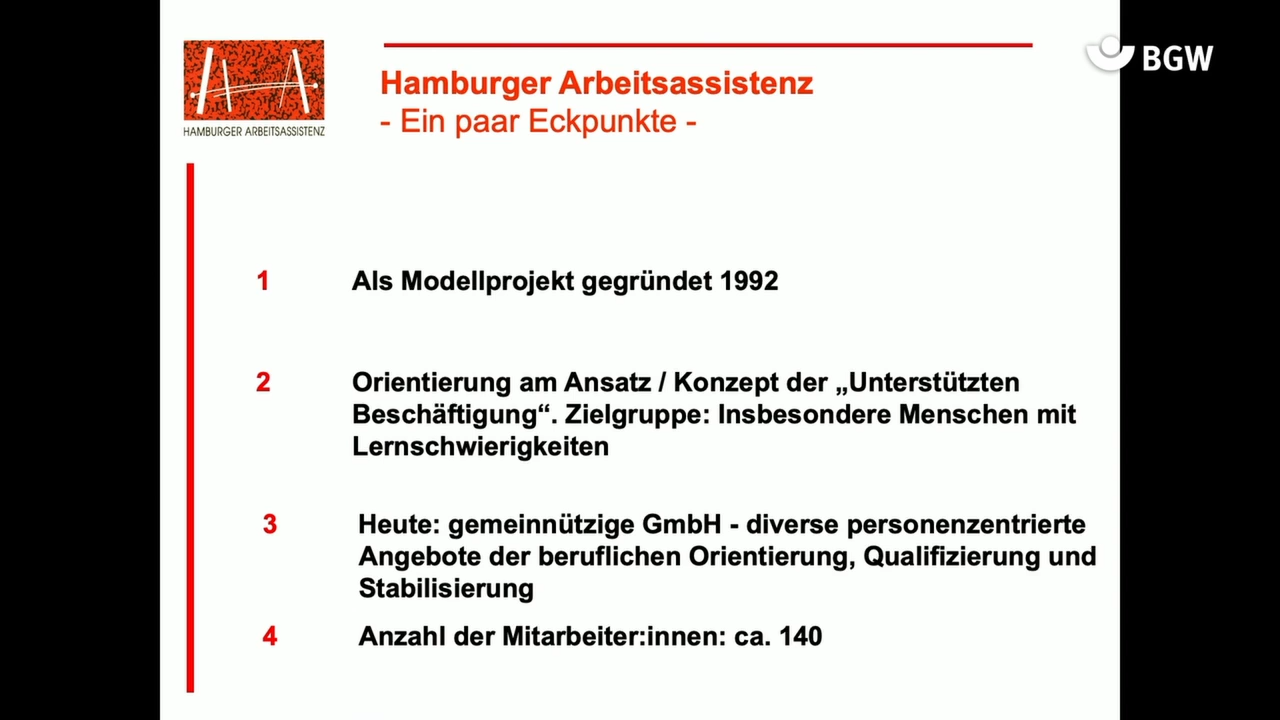 BGW
Hamburger Arbeitsassistenz
- Ein paar Eckpunkte -
HAMBURGER ARBEITSASSISTENZ
1 Als Modellprojekt gegründet 1992
2 Orientierung am Ansatz / Konzept der „Unterstützten
Beschäftigung“. Zielgruppe: Insbesondere Menschen mit
Lernschwierigkeiten
3 Heute: gemeinnützige GmbH - diverse personenzentrierte
Angebote der beruflichen Orientierung, Qualifizierung und
Stabilisierung
4 Anzahl der Mitarbeiter:innen: ca. 140